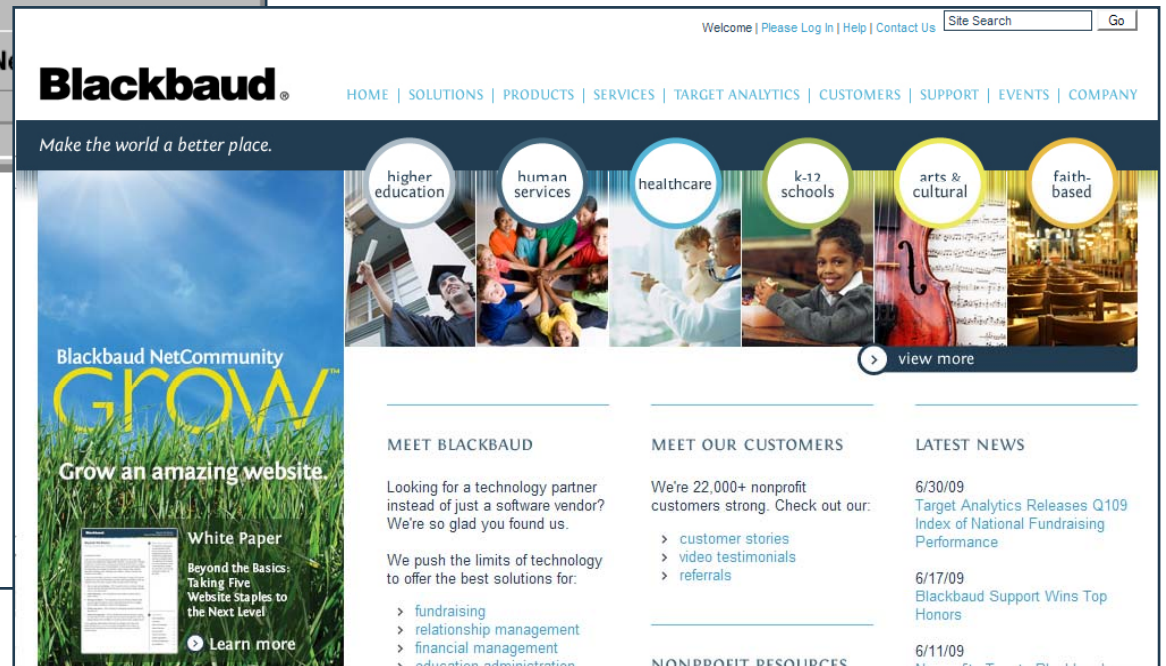 Welcome | Please Log In | Help | Contact Us
Site Search
Go
Blackbaud®
HOME | SOLUTIONS | PRODUCTS | SERVICES | TARGET ANALYTICS | CUSTOMERS | SUPPORT | EVENTS | COMPANY
Make the world a better place.
higher
education
human
services
healthcare
k-12
schools
arts &
cultural
faith-
based
view more
Blackbaud NetCommunity
Grow™
Grow an amazing website.
White Paper
Beyond the Basics:
Taking Five
Website Staples to
the Next Level
Learn more
MEET BLACKBAUD
Looking for a technology partner
instead of just a software vendor?
We're so glad you found us.
We push the limits of technology
to offer the best solutions for:
fundraising
relationship management
financial management
education administration
MEET OUR CUSTOMERS
We're 22,000+ nonprofit
customers strong. Check out our:
customer stories
video testimonials
referrals
NONPROFIT RESOURCES
LATEST NEWS
6/30/09
Target Analytics Releases Q109
Index of National Fundraising
Performance
6/17/09
Blackbaud Support Wins Top
Honors
6/11/09